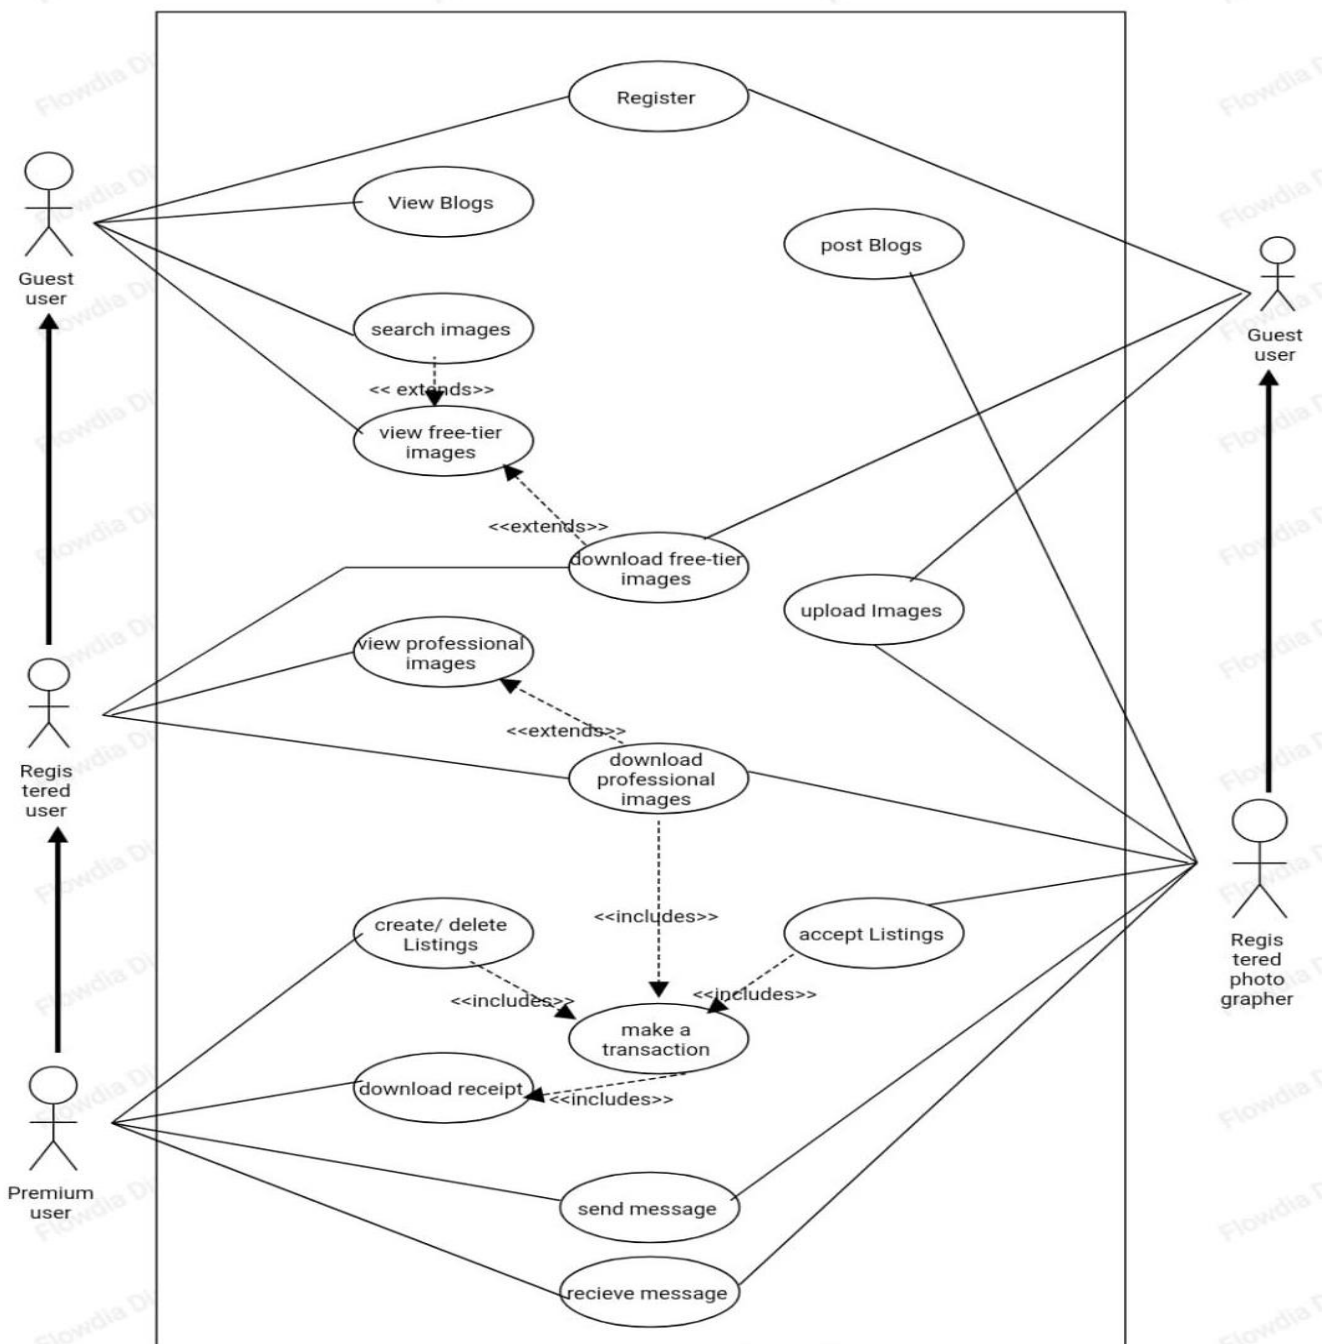 Register
View Blogs
post Blogs
Guest
user
search images
Guest
user
<< extends>>
view free-tier
images
<<extends>>
download free-tier
images
upload Images
view professional
images
<<extends>>
Regis
tered
user
download
professional
images
<<includes>>
create/ delete
Listings
accept Listings
Regis
tered
photo
grapher
<<includes>>
<<includes>>
make a
transaction
download receipt
<<includes>>
Premium
user
send message
recieve message
Flowdia Di